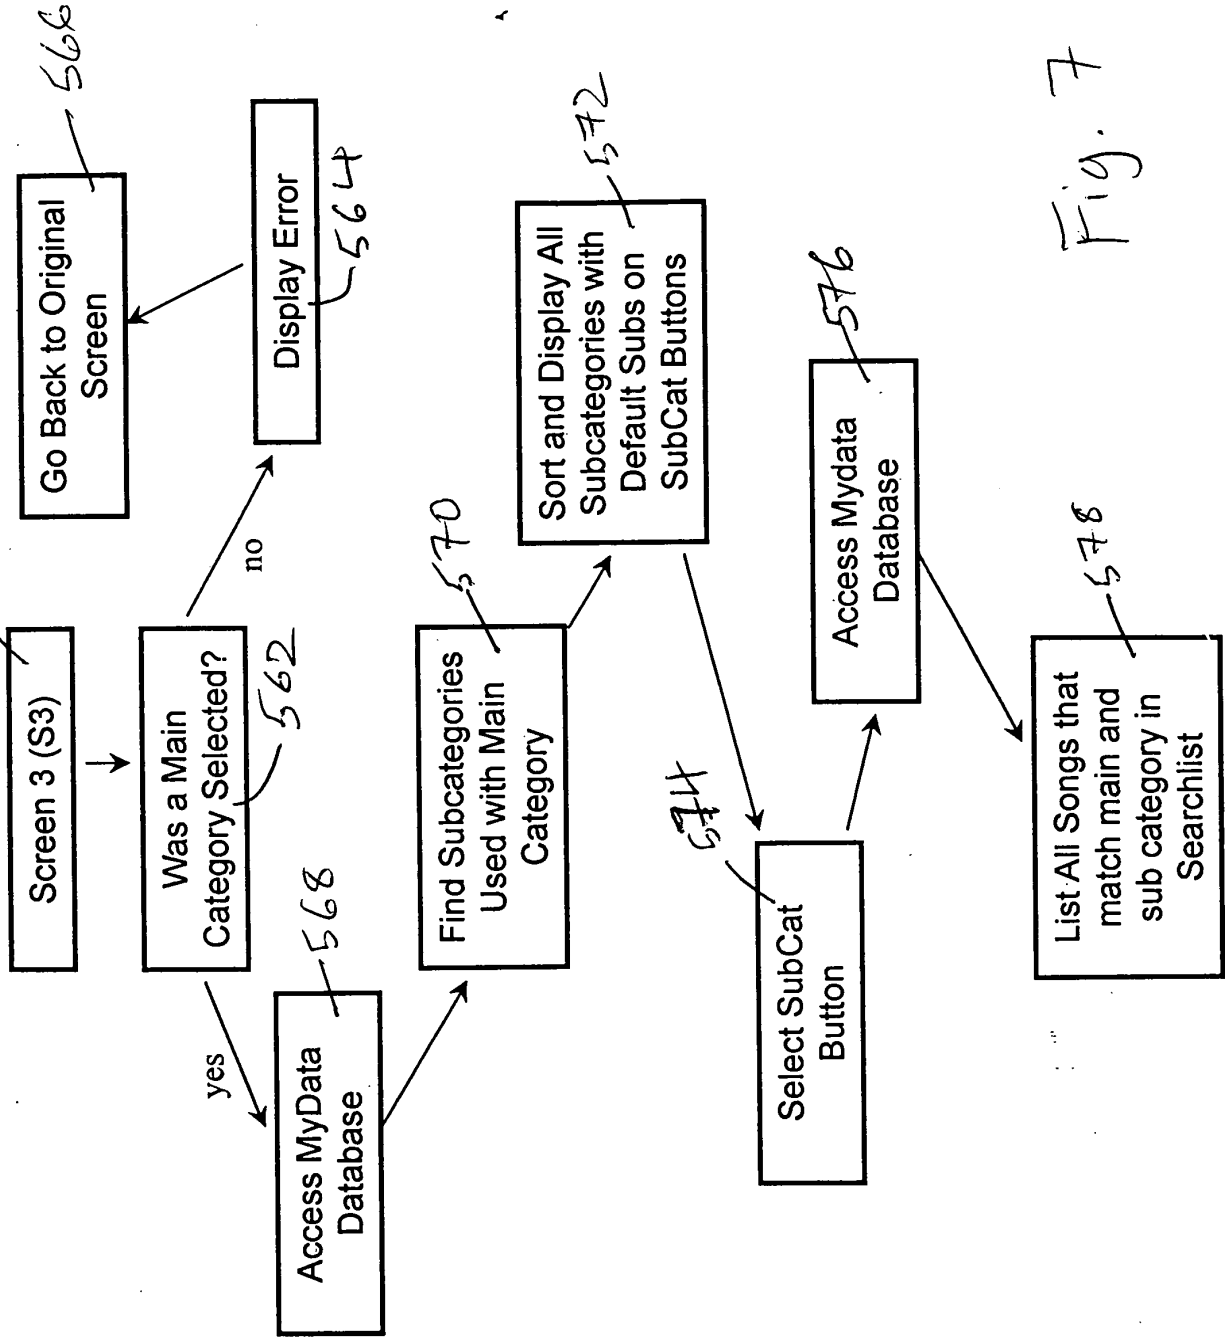 Screen 3 (S3)
Was a Main
Category Selected?
562
no
Display Error
564
Go Back to Original
Screen
566
yes
Access MyData
Database
568
Find Subcategories
Used with Main
Category
570
Sort and Display All
Subcategories with
Default Subs on
SubCat Buttons
572
Select SubCat
Button
574
Access Mydata
Database
576
List All Songs that
match main and
sub category in
Searchlist
578
Fig. 7